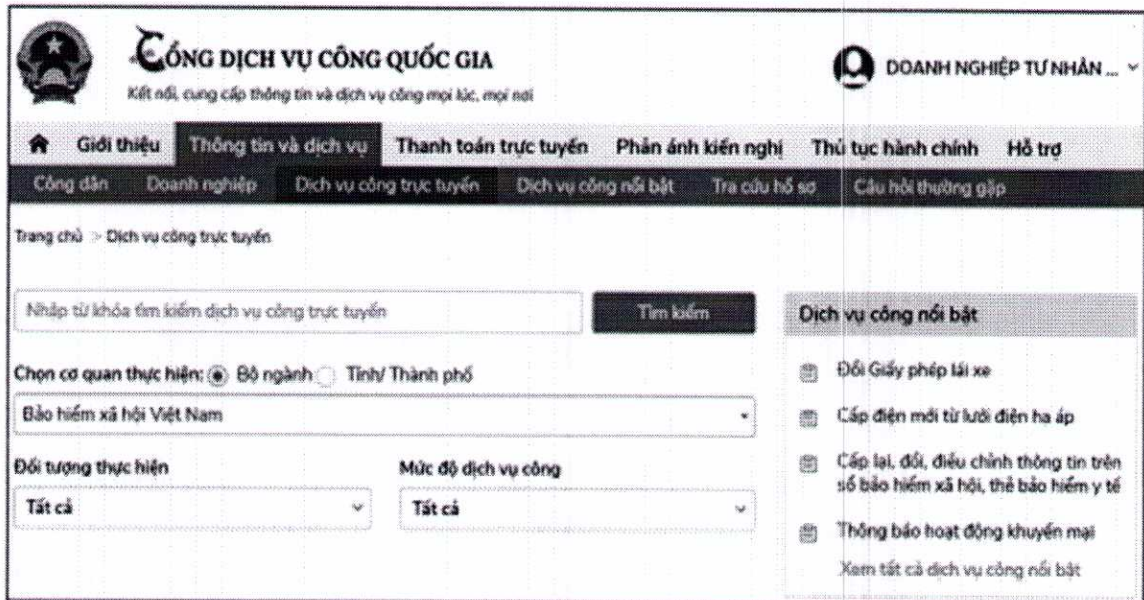 CỔNG DỊCH VỤ CÔNG QUỐC GIA
Kết nối, cung cấp thông tin và dịch vụ công mọi lúc, mọi nơi
DOANH NGHIỆP TƯ NHÂN ...
Giới thiệu Thông tin và dịch vụ Thanh toán trực tuyến Phản ánh kiến nghị Thủ tục hành chính Hỗ trợ
Công dân Doanh nghiệp Dịch vụ công trực tuyến Dịch vụ công nổi bật Tra cứu hồ sơ Câu hỏi thường gặp
Trang chủ > Dịch vụ công trực tuyến
Nhập từ khóa tìm kiếm dịch vụ công trực tuyến Tìm kiếm
Chọn cơ quan thực hiện: Bộ ngành Tỉnh/ Thành phố
Bảo hiểm xã hội Việt Nam
Đối tượng thực hiện Mức độ dịch vụ công
Tất cả Tất cả
Dịch vụ công nổi bật
Đổi Giấy phép lái xe
Cấp điện mới từ lưới điện hạ áp
Cấp lại, đổi, điều chỉnh thông tin trên
sổ bảo hiểm xã hội, thẻ bảo hiểm y tế
Thông báo hoạt động khuyến mại
Xem tất cả dịch vụ công nổi bật